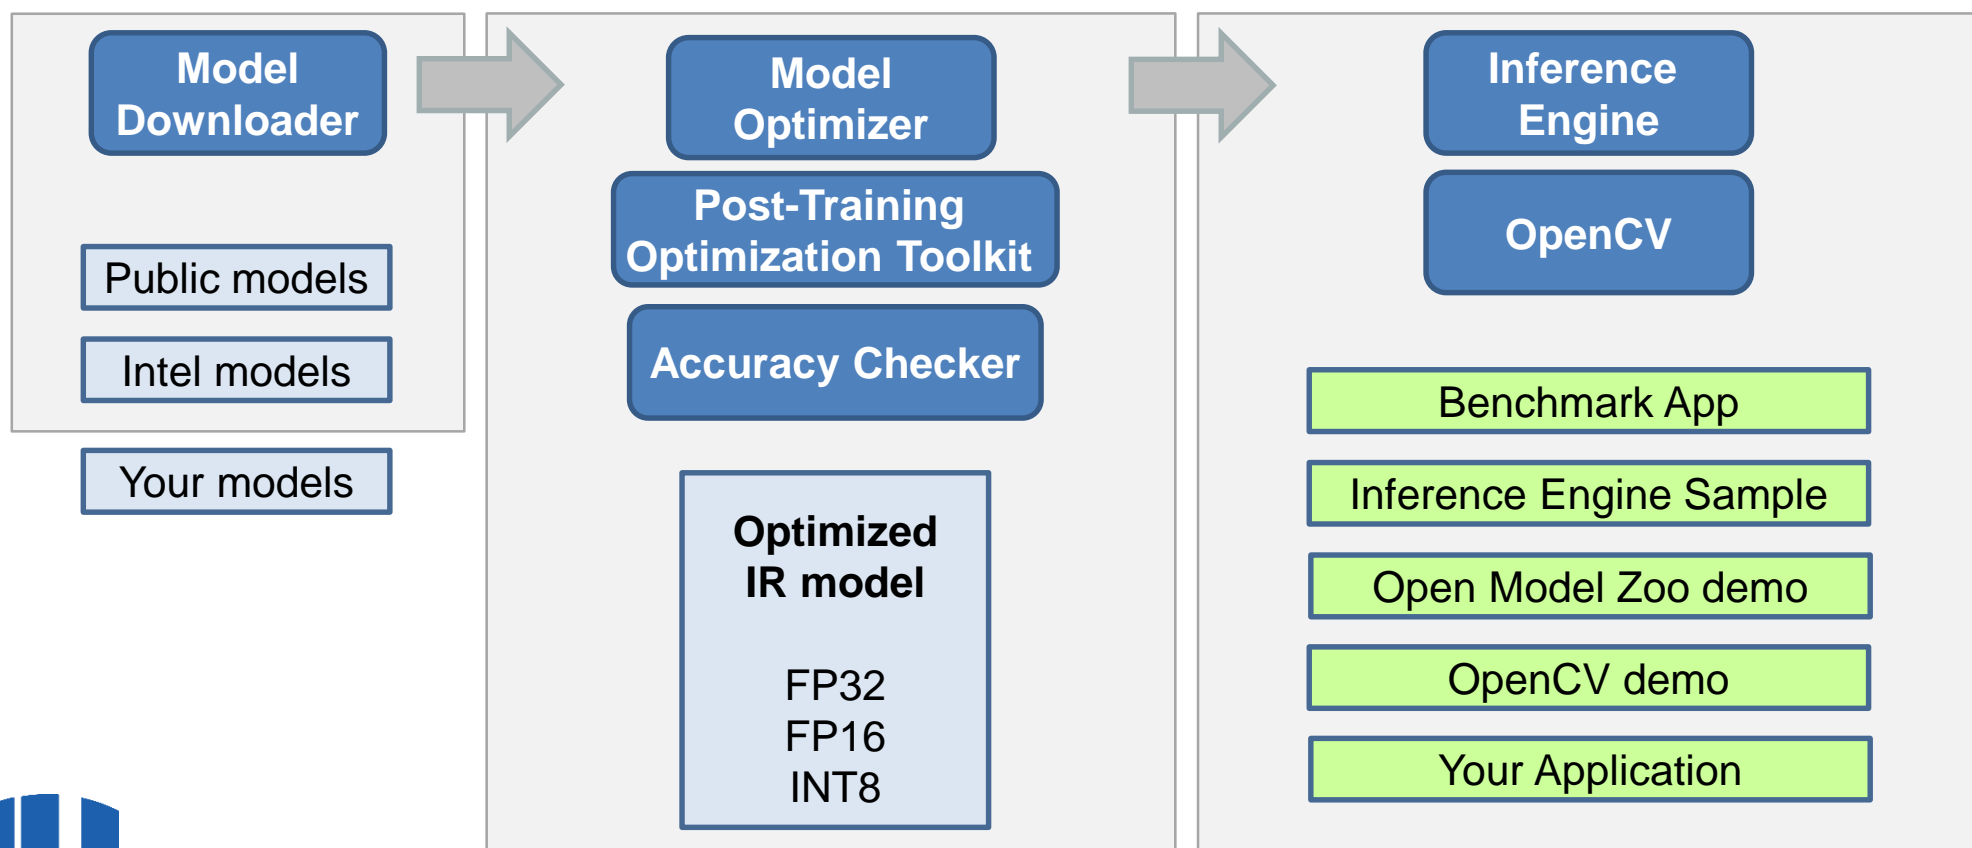 Model
Downloader
Public models
Intel models
Your models
Model
Optimizer
Post-Training
Optimization Toolkit
Accuracy Checker
Optimized
IR model
FP32
FP16
INT8
Inference
Engine
OpenCV
Benchmark App
Inference Engine Sample
Open Model Zoo demo
OpenCV demo
Your Application